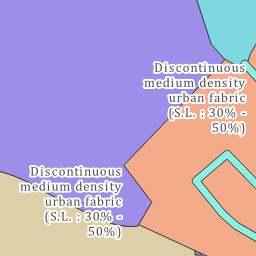 Discontinuous
medium density
urban fabric
(S.L. : 30% -
50%)
Discontinuous
medium density
urban fabric
(S.L. : 30% -
50%)